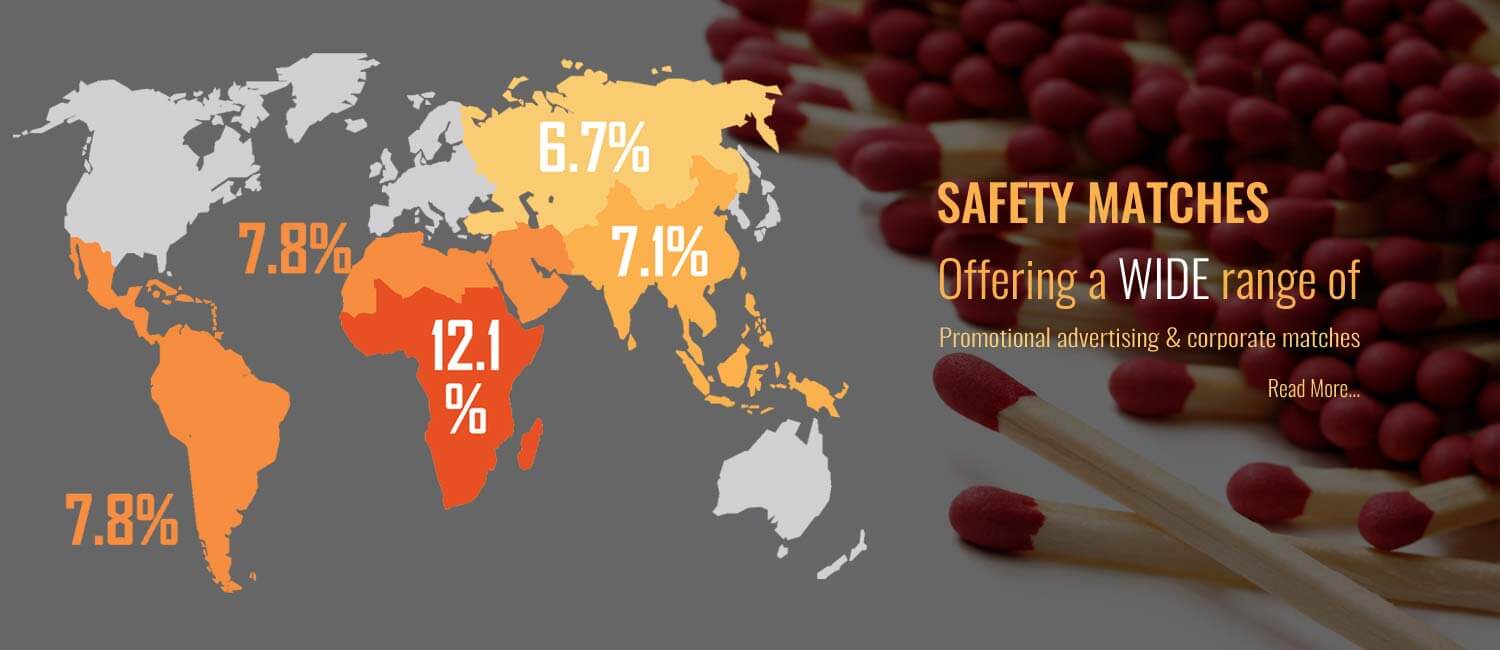 6.7%
7.8%
7.1%
12.1
%
7.8%
SAFETY MATCHES
Offering a WIDE range of
Promotional advertising & corporate matches
Read More...